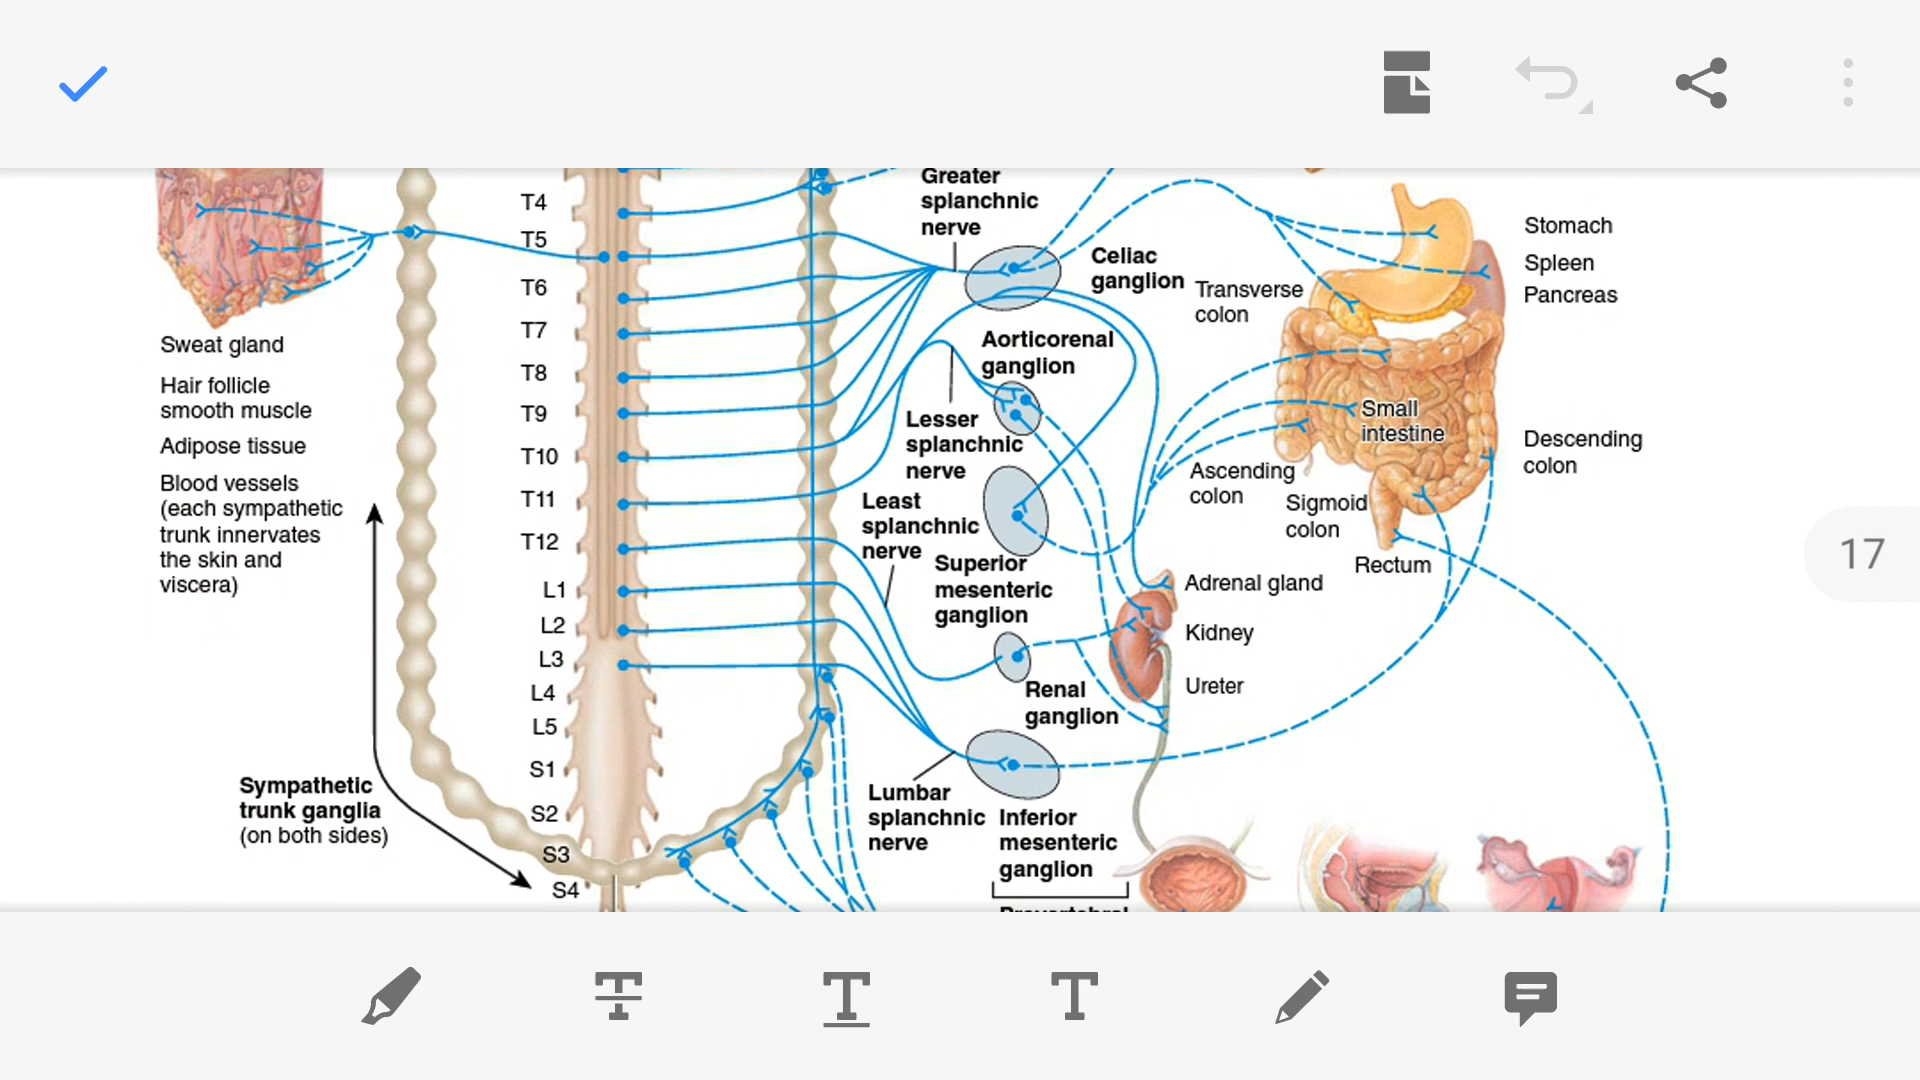 Greater
splanchnic
nerve
T4
T5
T6
T7
T8
T9
T10
T11
T12
L1
L2
L3
L4
L5
S1
S2
S3
S4
Sweat gland
Hair follicle
smooth muscle
Adipose tissue
Blood vessels
(each sympathetic
trunk innervates
the skin and
viscera)
Sympathetic
trunk ganglia
(on both sides)
Celiac
ganglion
Aorticorenal
ganglion
Lesser
splanchnic
nerve
Least
splanchnic
nerve
Superior
mesenteric
ganglion
Renal
ganglion
Lumbar
splanchnic
nerve
Inferior
mesenteric
ganglion
Prevertebral
Transverse
colon
Stomach
Spleen
Pancreas
Small
intestine
Descending
colon
Ascending
colon
Sigmoid
colon
Rectum
Adrenal gland
Kidney
Ureter
17